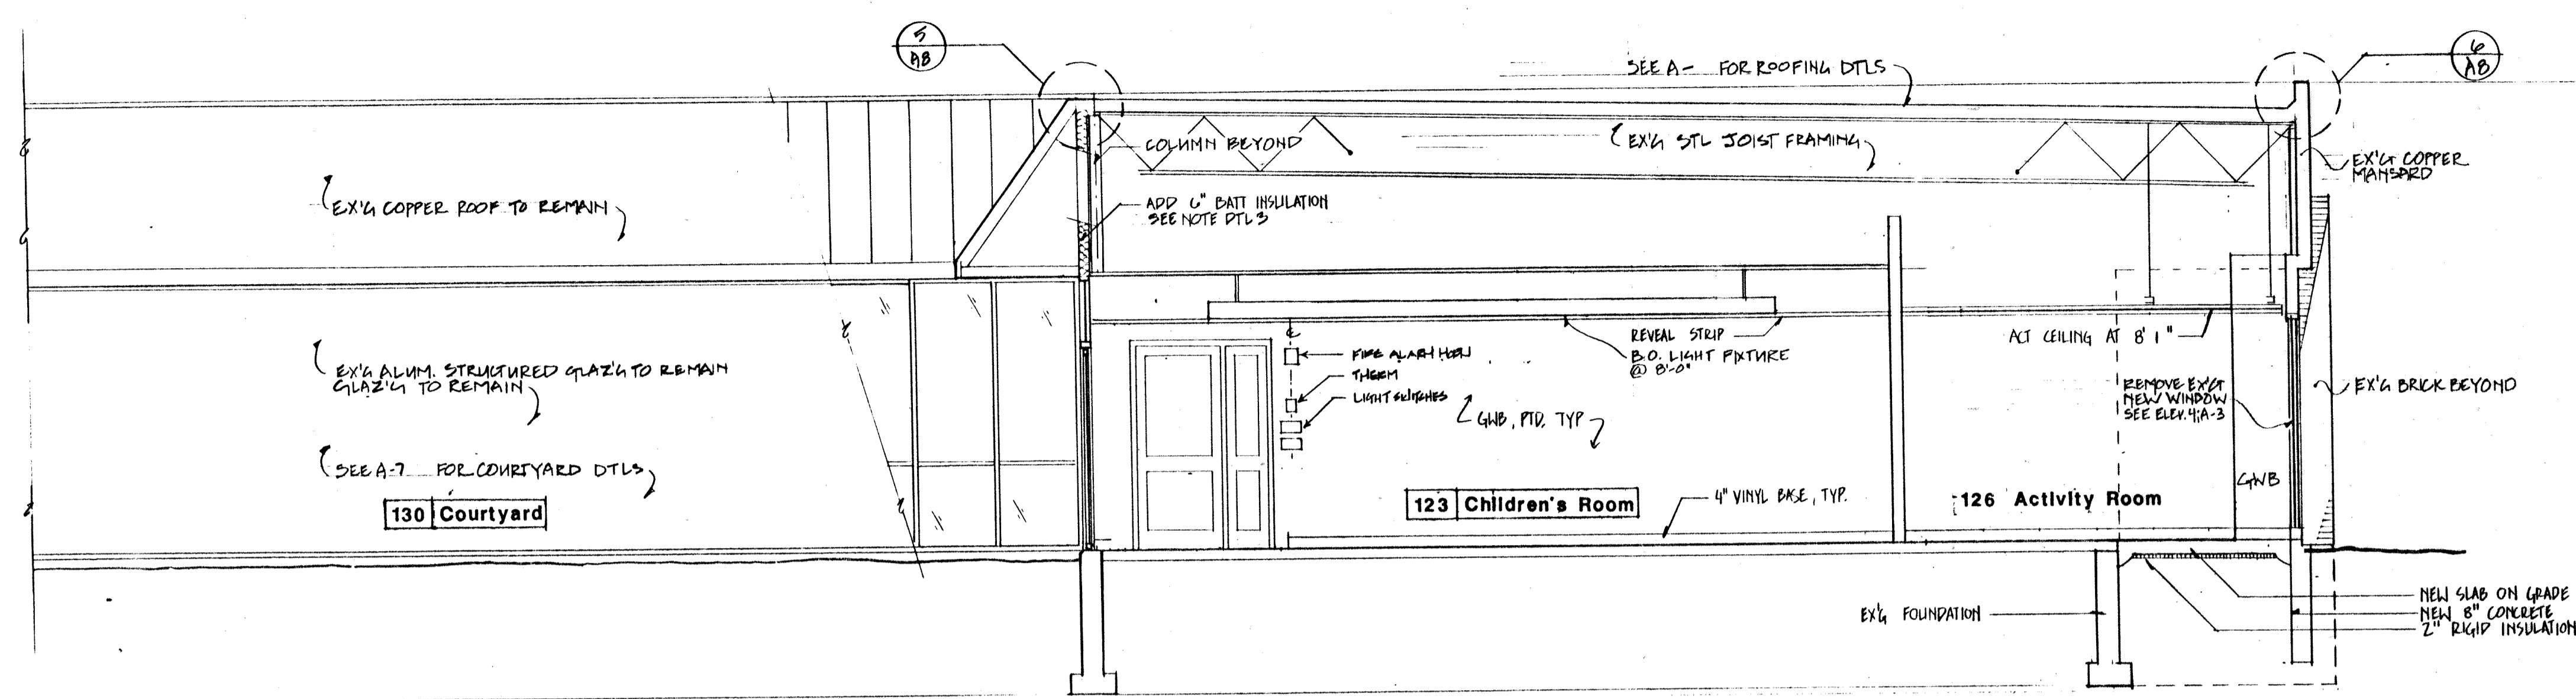 5
A8
6
A8
SEE A- FOR ROOFING DTLS
COLUMN BEYOND
EX'G STL JOIST FRAMING
EX'G COPPER
MANSARD
EX'G COPPER ROOF TO REMAIN
ADD 6" BATT INSULATION
SEE NOTE DTL 3
EX'G ALUM. STRUCTURED GLAZ'G TO REMAIN
GLAZ'G TO REMAIN
FIRE ALARM HORN
THERM
LIGHT SWITCHES
REVEAL STRIP
B.O. LIGHT FIXTURE
@ 8'-0"
GWB, PTD. TYP
ACT CEILING AT 8' 1"
REMOVE EX'G
NEW WINDOW
SEE ELEV. 4, A-3
EX'G BRICK BEYOND
SEE A-7 FOR COURTYARD DTLS
130 Courtyard
123 Children's Room
4" VINYL BASE, TYP.
126 Activity Room
GWB
EX'G FOUNDATION
NEW SLAB ON GRADE
NEW 8" CONCRETE
2" RIGID INSULATION